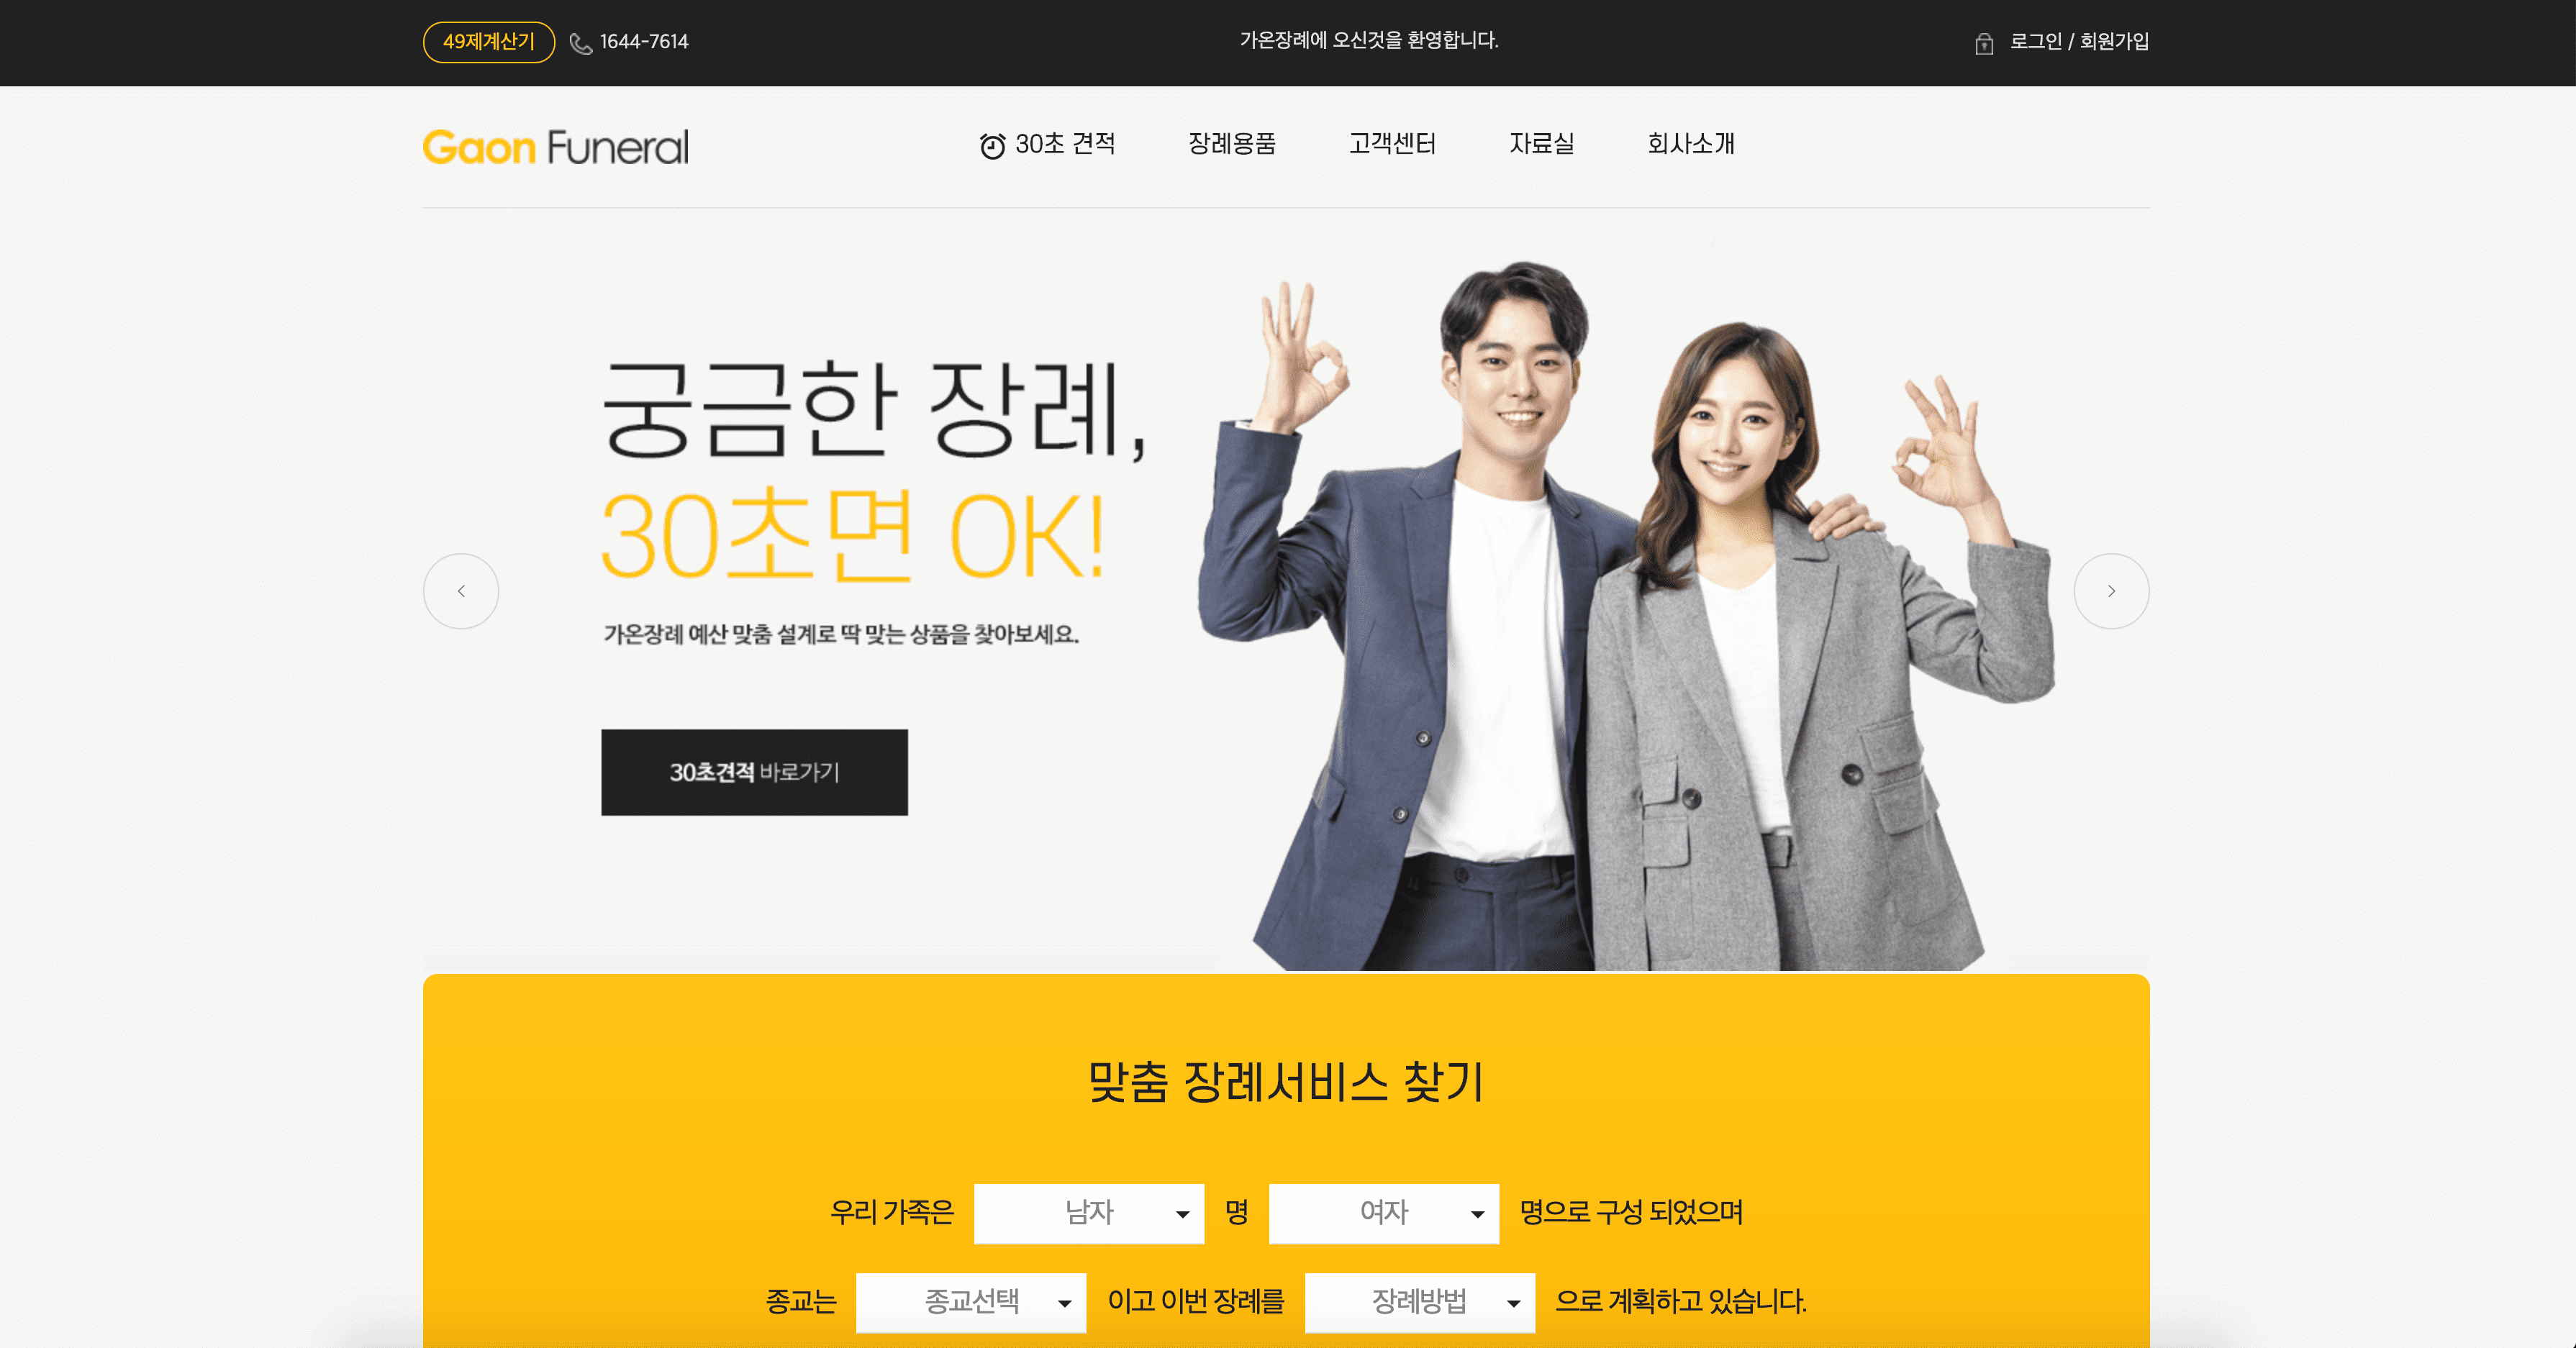 49제계산기
1644-7614
가온장례에 오신것을 환영합니다.
로그인 / 회원가입
Gaon Funeral
30초 견적
장례용품
고객센터
자료실
회사소개
궁금한 장례,
30초면 OK!
가온장례 예산 맞춤 설계로 딱 맞는 상품을 찾아보세요.
30초견적 바로가기
맞춤 장례서비스 찾기
우리 가족은 남자 명 여자 명으로 구성 되었으며
종교는 종교선택 이고 이번 장례를 장례방법 으로 계획하고 있습니다.